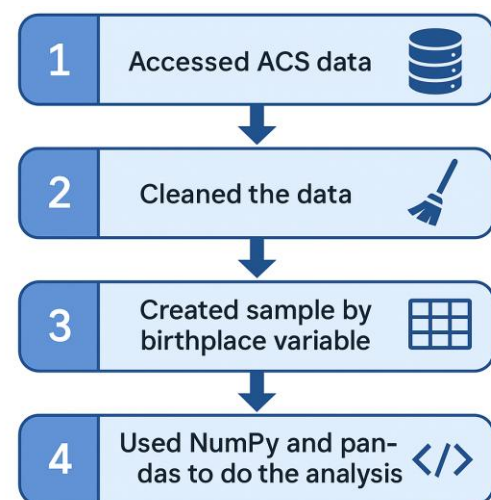 1
Accessed ACS data
2
Cleaned the data
3
Created sample by
birthplace variable
4
Used NumPy and pan-
das to do the analysis
</>